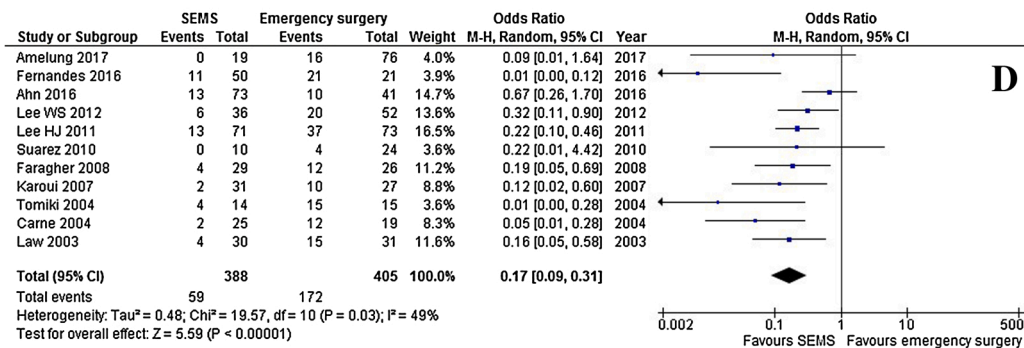 SEMS Emergency surgery Odds Ratio Odds Ratio
Study or Subgroup Events Total Events Total Weight M-H, Random, 95% CI Year M-H, Random, 95% CI
Amelung 2017 0 19 16 76 4.0% 0.09 [0.01, 1.64] 2017
Fernandes 2016 11 50 21 21 3.9% 0.01 [0.00, 0.12] 2016
Ahn 2016 13 73 10 41 14.7% 0.67 [0.26, 1.70] 2016
Lee WS 2012 6 36 20 52 13.6% 0.32 [0.11, 0.90] 2012
Lee HJ 2011 13 71 37 73 16.5% 0.22 [0.10, 0.46] 2011
Suarez 2010 0 10 4 24 3.6% 0.22 [0.01, 4.42] 2010
Faragher 2008 4 29 12 26 11.2% 0.19 [0.05, 0.69] 2008
Karoui 2007 2 31 10 27 8.8% 0.12 [0.02, 0.60] 2007
Tomiki 2004 4 14 15 15 3.6% 0.01 [0.00, 0.28] 2004
Carne 2004 2 25 12 19 8.3% 0.05 [0.01, 0.28] 2004
Law 2003 4 30 15 31 11.6% 0.16 [0.05, 0.58] 2003
D
Total (95% CI) 388 405 100.0% 0.17 [0.09, 0.31]
Total events 59 172
Heterogeneity: Tau² = 0.48; Chi² = 19.57, df = 10 (P = 0.03); I² = 49%
Test for overall effect: Z = 5.59 (P < 0.00001)
0.002 0.1 1 10 500
Favours SEMS Favours emergency surgery